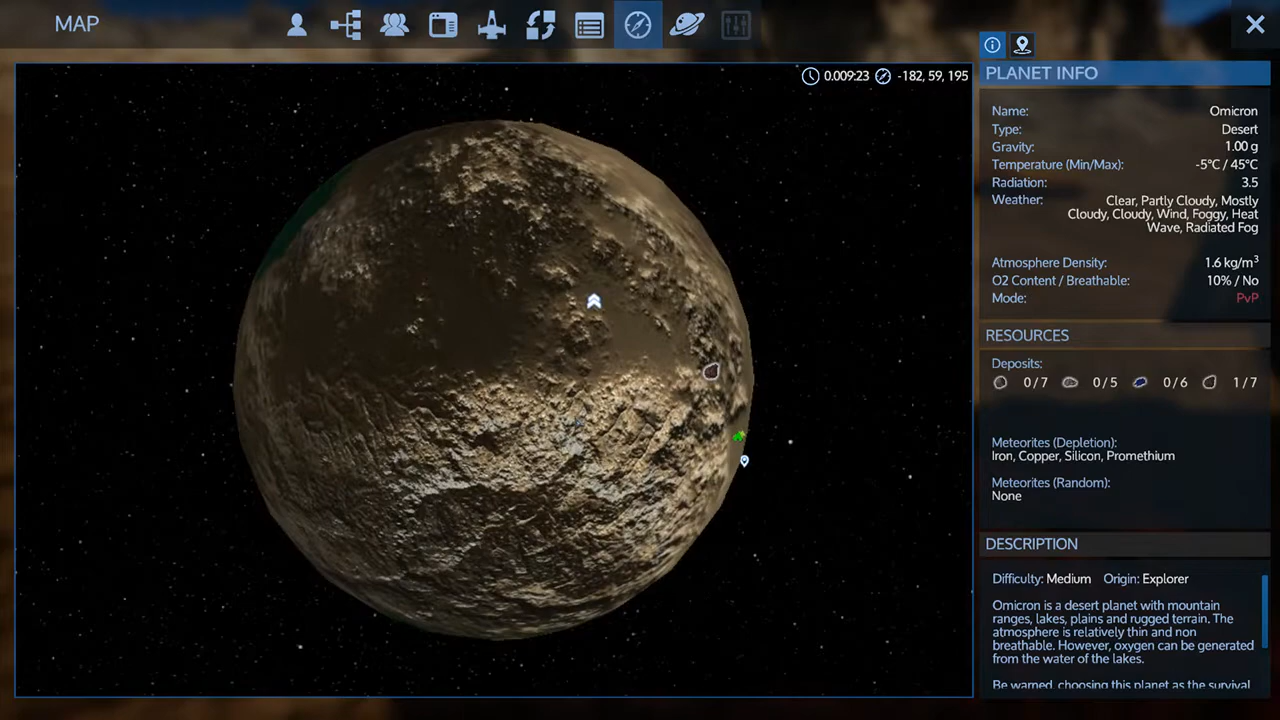 MAP
0.009:23 -182, 59, 195
PLANET INFO
Name: Omicron
Type: Desert
Gravity: 1.00 g
Temperature (Min/Max): -5°C / 45°C
Radiation: 3.5
Weather: Clear, Partly Cloudy, Mostly
Cloudy, Cloudy, Wind, Foggy, Heat
Wave, Radiated Fog
Atmosphere Density: 1.6 kg/m³
O2 Content / Breathable: 10% / No
Mode: PvP
RESOURCES
Deposits:
0 / 7 0 / 5 0 / 6 1 / 7
Meteorites (Depletion):
Iron, Copper, Silicon, Promethium
Meteorites (Random):
None
DESCRIPTION
Difficulty: Medium Origin: Explorer
Omicron is a desert planet with mountain
ranges, lakes, plains and rugged terrain. The
atmosphere is relatively thin and non
breathable. However, oxygen can be generated
from the water of the lakes.
Be warned, choosing this planet as the survival